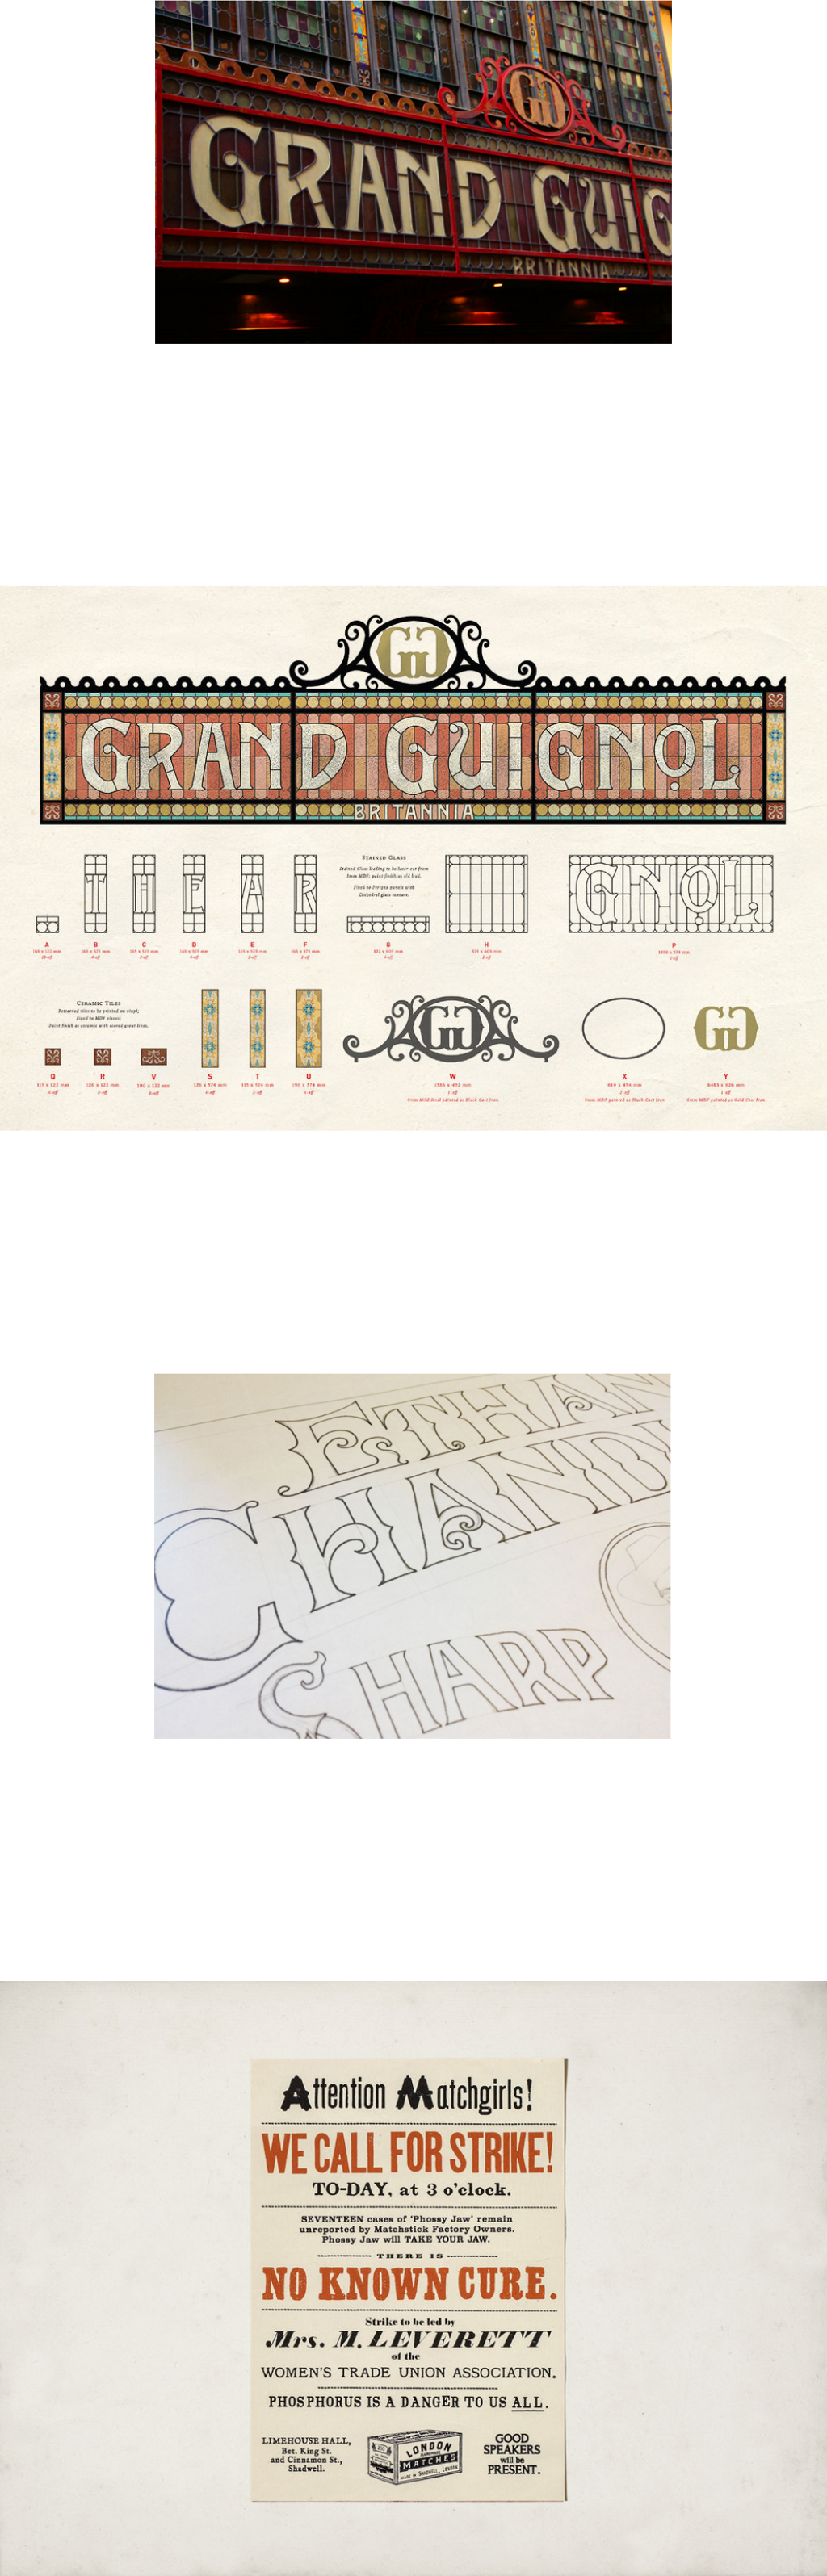 GG
GRAND GUIG
BRITANNIA
GG
GRAND GUIGNOL
BRITANNIA
T H E A R
STAINED GLASS
Stained Glass leading to be laser cut from
paint finish as old lead.
Fixed to Perspex panels with
Cathedral glass texture.
GNOL
A B C D E F G H P
CERAMIC TILES
Patterned tiles to be printed on vinyl,
fixed to MDF pieces.
Paint finish as ceramic with scored grout lines.
GG
GG
Q R V S T U W X Y
ETHAN
CHAND
SHARP
Attention Matchgirls!
WE CALL FOR STRIKE!
TO-DAY, at 3 o'clock.
SEVENTEEN cases of 'Phossy Jaw' remain
unreported by Matchstick Factory Owners.
Phossy Jaw will TAKE YOUR JAW.
THERE IS
NO KNOWN CURE.
Strike to be led by
Mrs. M. LEVERETT
of the
WOMEN'S TRADE UNION ASSOCIATION.
PHOSPHORUS IS A DANGER TO US ALL.
LIMEHOUSE HALL,
Bet. King St.
and Cinnamon St.,
Shadwell.
LONDON
MATCHES
MADE IN SHADWELL, LONDON
GOOD
SPEAKERS
will be
PRESENT.